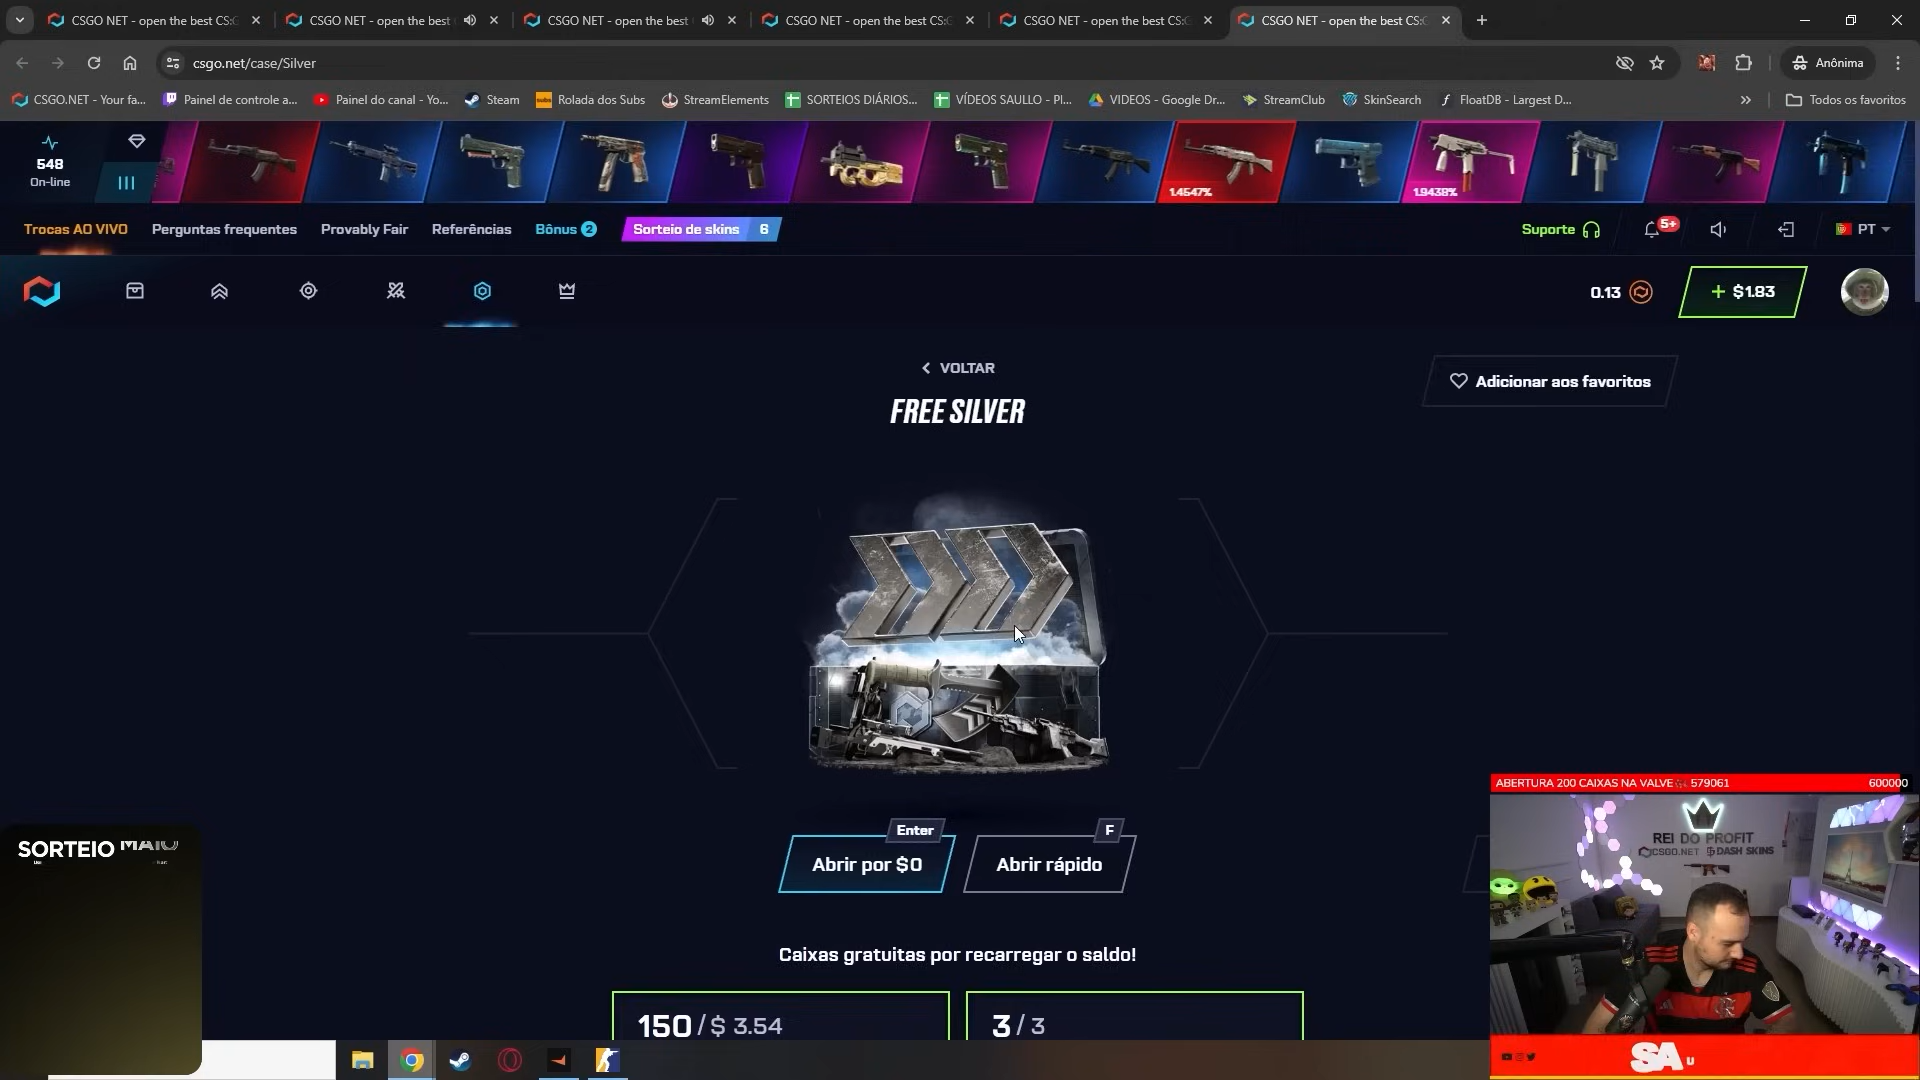 CSGO NET - open the best CS:G
CSGO NET - open the best
CSGO NET - open the best
CSGO NET - open the best CS:G
CSGO NET - open the best CS:G
CSGO NET - open the best CS:G
csgo.net/case/Silver
Anônima
CSGO.NET - Your fa...
Painel de controle a...
Painel do canal - Yo...
Steam
Rolada dos Subs
StreamElements
SORTEIOS DIÁRIOS...
VÍDEOS SAULLO - Pl...
VIDEOS - Google Dr...
StreamClub
SkinSearch
FloatDB - Largest D...
Todos os favoritos
548
On-line
1.4547%
1.9438%
Trocas AO VIVO
Perguntas frequentes
Provably Fair
Referências
Bônus 2
Sorteio de skins 6
Suporte
5+
PT
0.13
+ $1.83
VOLTAR
Adicionar aos favoritos
FREE SILVER
Enter
F
Abrir por $0
Abrir rápido
Caixas gratuitas por recarregar o saldo!
150 / $ 3.54
3 / 3
ABERTURA 200 CAIXAS NA VALVE 579061 600000
REI DO PROFIT
CSGO.NET DASH SKINS
SORTEIO MAIO
SA U